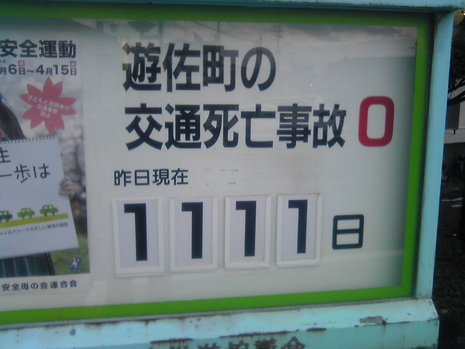 安全運動
月6日～4月15日
遊佐町の
交通死亡事故 0
昨日現在
1111日
歩は
安全母の会連合会